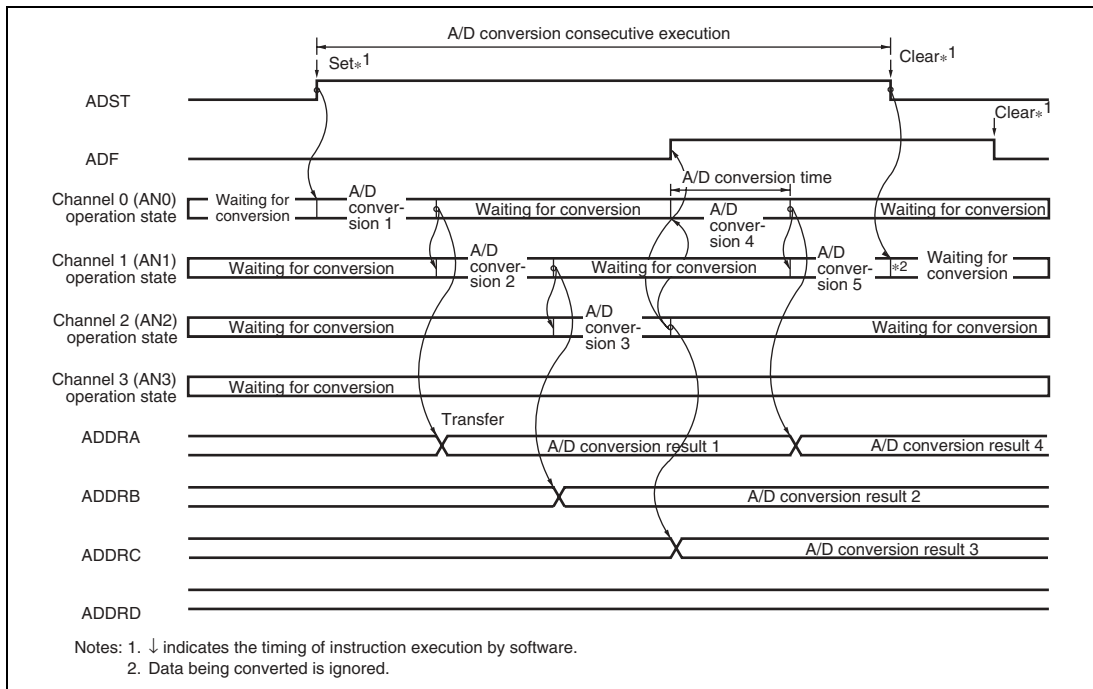 A/D conversion consecutive execution
Set*1
Clear*1
ADST
Clear*1
ADF
A/D conversion time
Channel 0 (AN0)
operation state
Waiting for
conversion
A/D
conver-
sion 1
Waiting for conversion
A/D
conver-
sion 4
Waiting for conversion
Channel 1 (AN1)
operation state
Waiting for conversion
A/D
conver-
sion 2
Waiting for conversion
A/D
conver-
sion 5
*2
Waiting for
conversion
Channel 2 (AN2)
operation state
Waiting for conversion
A/D
conver-
sion 3
Waiting for conversion
Channel 3 (AN3)
operation state
Waiting for conversion
Transfer
ADDRA
A/D conversion result 1
A/D conversion result 4
ADDRB
A/D conversion result 2
ADDRC
A/D conversion result 3
ADDRD
Notes: 1. ↓ indicates the timing of instruction execution by software.
2. Data being converted is ignored.